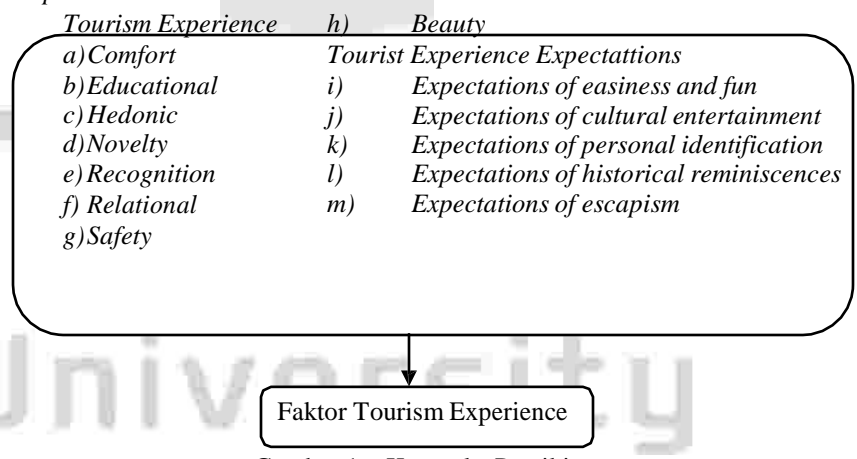 Tourism Experience h) Beauty
a)Comfort Tourist Experience Expectattions
b)Educational i) Expectations of easiness and fun
c)Hedonic j) Expectations of cultural entertainment
d)Novelty k) Expectations of personal identification
e)Recognition l) Expectations of historical reminiscences
f) Relational m) Expectations of escapism
g)Safety
University
Faktor Tourism Experience